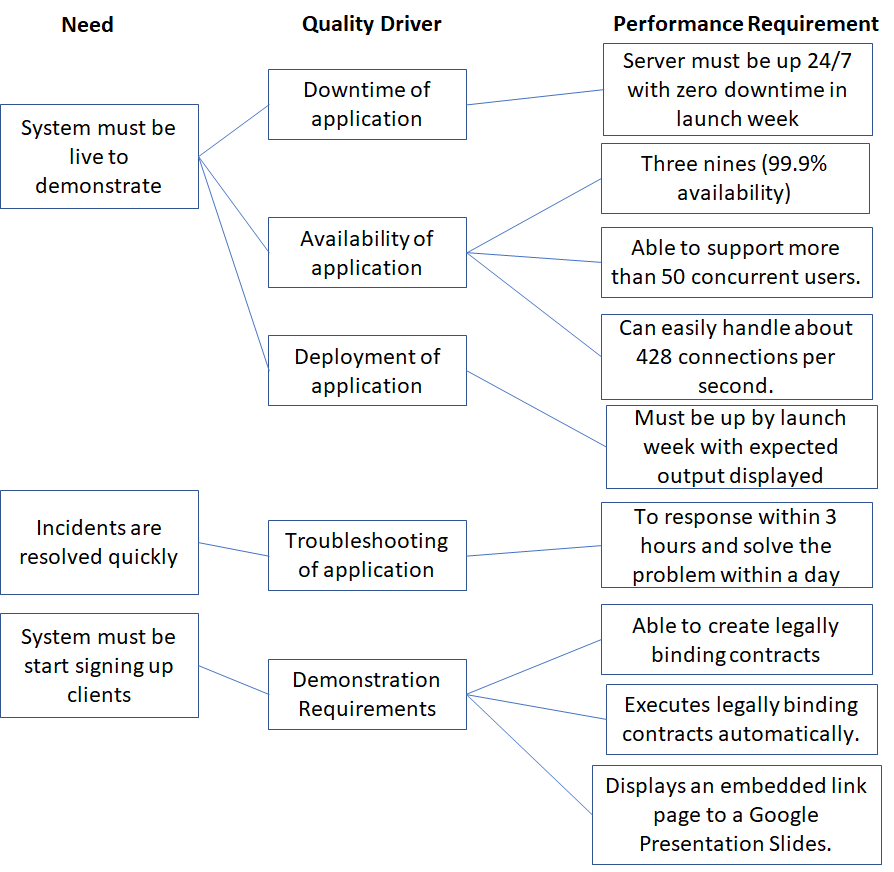 Need
Quality Driver
Performance Requirement
System must be
live to
demonstrate
Downtime of
application
Server must be up 24/7
with zero downtime in
launch week
Availability of
application
Three nines (99.9%
availability)
Able to support more
than 50 concurrent users.
Can easily handle about
428 connections per
second.
Deployment of
application
Must be up by launch
week with expected
output displayed
Incidents are
resolved quickly
Troubleshooting
of application
To response within 3
hours and solve the
problem within a day
System must be
start signing up
clients
Demonstration
Requirements
Able to create legally
binding contracts
Executes legally binding
contracts automatically.
Displays an embedded link
page to a Google
Presentation Slides.